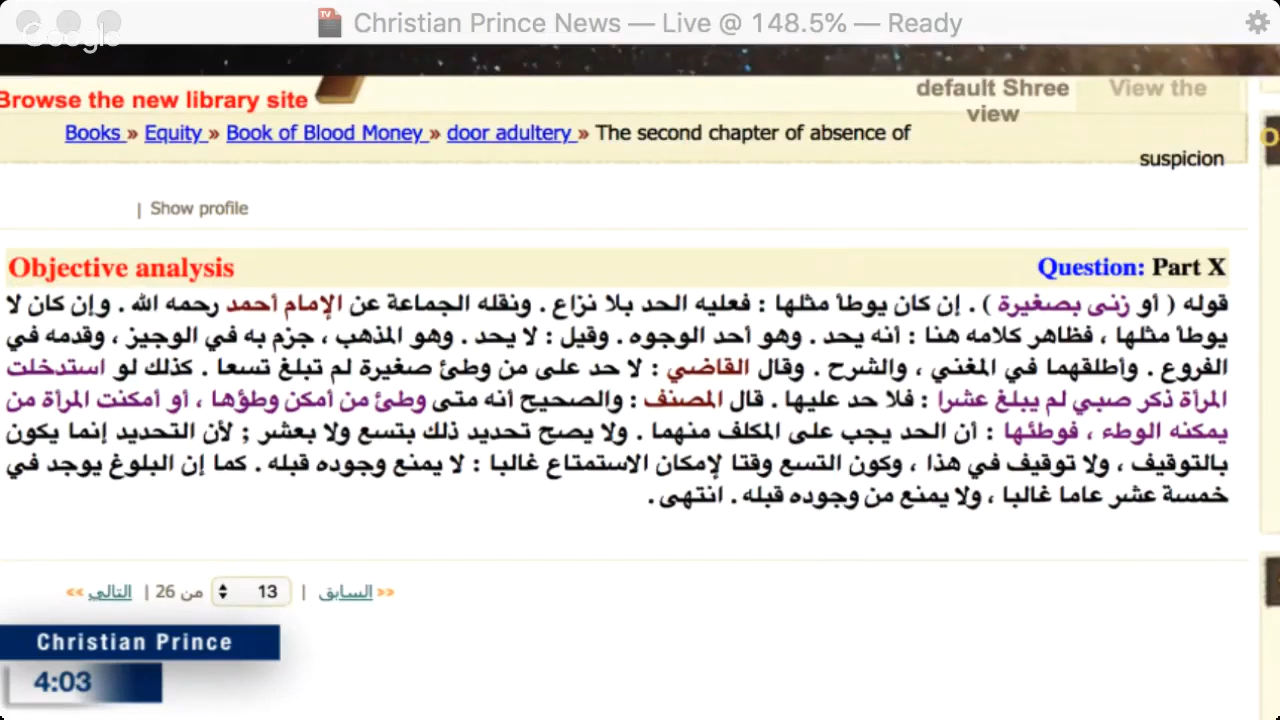 Christian Prince News — Live @ 148.5% — Ready
Google
Browse the new library site
default Shree
view
View the
Books » Equity » Book of Blood Money » door adultery » The second chapter of absence of
suspicion
| Show profile
Objective analysis
Question: Part X
قوله ( أو زنى بصغيرة ) . إن كان يوطأ مثلها : فعليه الحد بلا نزاع . ونقله الجماعة عن الإمام أحمد رحمه الله . وإن كان لا
يوطأ مثلها ، فظاهر كلامه هنا : أنه يحد . وهو أحد الوجوه . وقيل : لا يحد . وهو المذهب ، جزم به في الوجيز ، وقدمه في
الفروع . وأطلقهما في المغني ، والشرح . وقال القاضي : لا حد على من وطئ صغيرة لم تبلغ تسعا . كذلك لو استدخلت
المرأة ذكر صبي لم يبلغ عشرا : فلا حد عليها . قال المصنف : والصحيح أنه متى وطئ من أمكن وطؤها ، أو أمكنت المرأة من
يمكنه الوطء ، فوطئها : أن الحد يجب على المكلف منهما . ولا يصح تحديد ذلك بتسع ولا بعشر ; لأن التحديد إنما يكون
بالتوقيف ، ولا توقيف في هذا ، وكون التسع وقتا لإمكان الاستمتاع غالبا : لا يمنع وجوده قبله . كما إن البلوغ يوجد في
خمسة عشر عاما غالبا ، ولا يمنع من وجوده قبله . انتهى .
<< السابق | 13 من 26 | التالي >>
Christian Prince
4:03